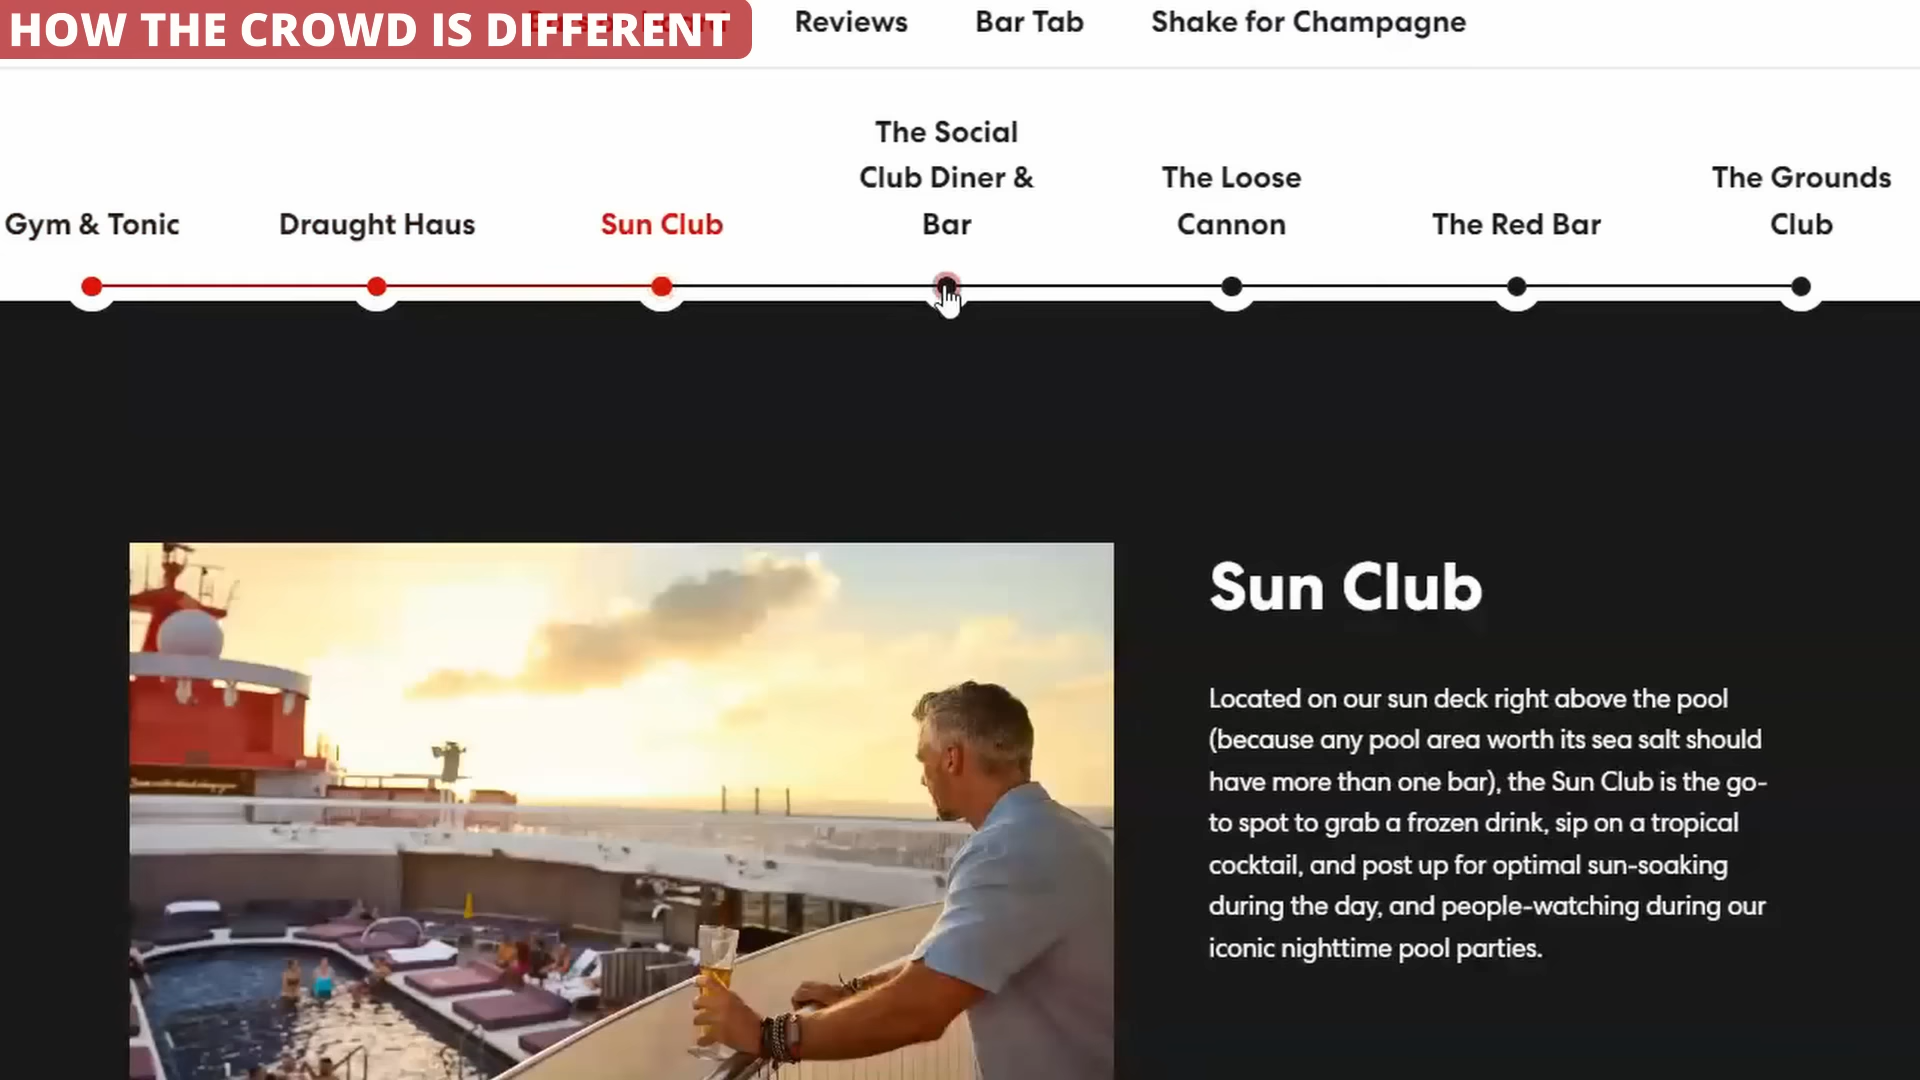 HOW THE CROWD IS DIFFERENT
Reviews
Bar Tab
Shake for Champagne
Gym & Tonic
Draught Haus
Sun Club
The Social
Club Diner &
Bar
The Loose
Cannon
The Red Bar
The Grounds
Club
Sun Club
Located on our sun deck right above the pool
(because any pool area worth its sea salt should
have more than one bar), the Sun Club is the go-
to spot to grab a frozen drink, sip on a tropical
cocktail, and post up for optimal sun-soaking
during the day, and people-watching during our
iconic nighttime pool parties.